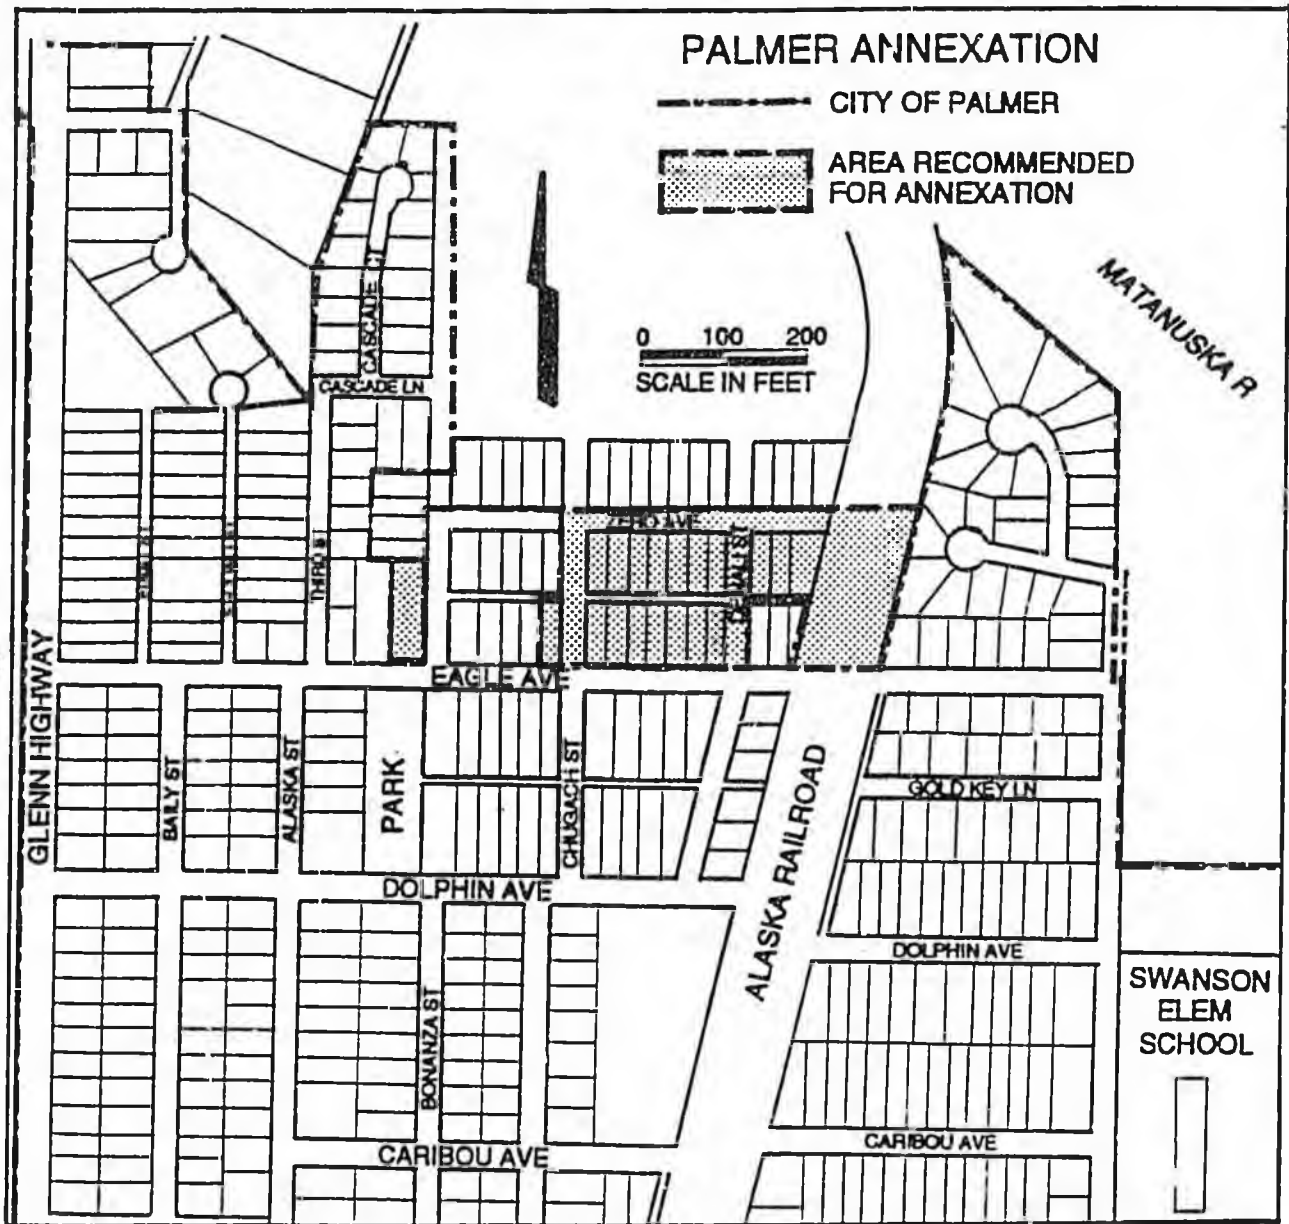 PALMER ANNEXATION
CITY OF PALMER
AREA RECOMMENDED
FOR ANNEXATION
MATANUSKA R
0 100 200
SCALE IN FEET
CASCADE CT
CASCADE LN
ZERO AVE
THIRD ST
DENALI ST
EAGLE AVE
GLENN HIGHWAY
BAILY ST
ALASKA ST
PARK
CHUGACH ST
ALASKA RAILROAD
GOLD KEY LN
DOLPHIN AVE
DOLPHIN AVE
BONANZA ST
SWANSON
ELEM
SCHOOL
CARIBOU AVE
CARIBOU AVE